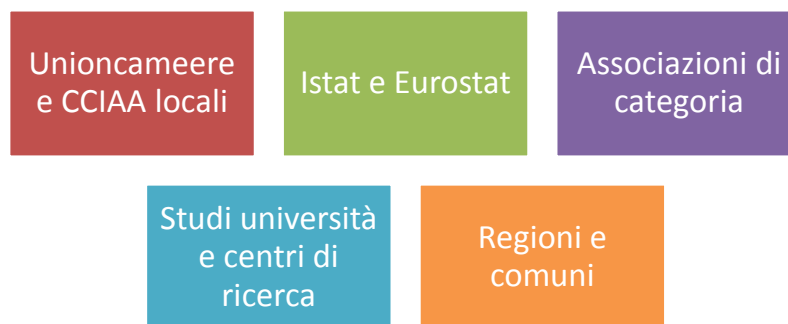 Unioncameere
e CCIAA locali
Istat e Eurostat
Associazioni di
categoria
Studi università
e centri di
ricerca
Regioni e
comuni